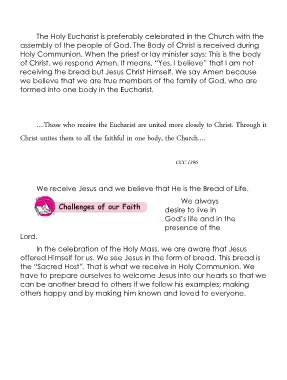 The Holy Eucharist is preferably celebrated in the Church with the
assembly of the people of God. The Body of Christ is received during
Holy Communion. When the priest or lay minister says: This is the body
of Christ, we respond Amen. It means, "Yes, I believe" that I am not
receiving the bread but Jesus Christ Himself. We say Amen because
we believe that we are true members of the family of God, who are
formed into one body in the Eucharist.
....Those who receive the Eucharist are united more closely to Christ. Through it
Christ unites them to all the faithful in one body, the Church....
CCC 1396
We receive Jesus and we believe that He is the Bread of Life.
Challenges of our Faith
We always
desire to live in
God's life and in the
presence of the
Lord.
In the celebration of the Holy Mass, we are aware that Jesus
offered Himself for us. We see Jesus in the form of bread. This bread is
the "Sacred Host". That is what we receive in Holy Communion. We
have to prepare ourselves to welcome Jesus into our hearts so that we
can be another bread to others if we follow his examples; making
others happy and by making him known and loved to everyone.